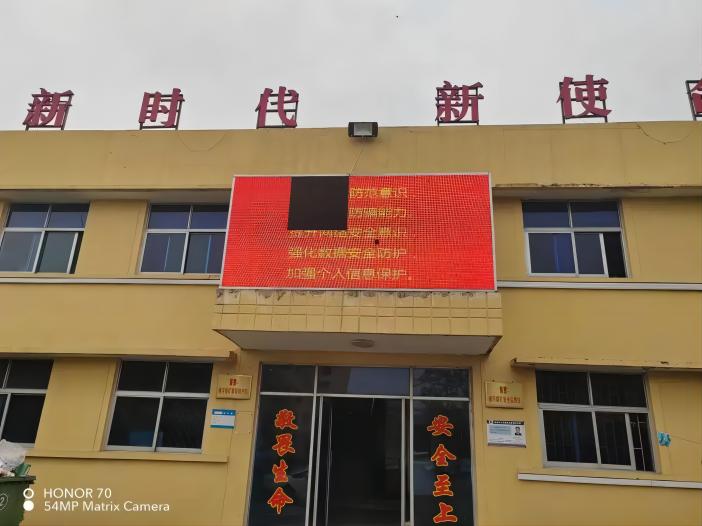 新时代 新使
防范意识
防骗能力
提升网络安全意识
强化数据安全防护
加强个人信息保护。
敬畏生命
安全至上
HONOR 70
54MP Matrix Camera